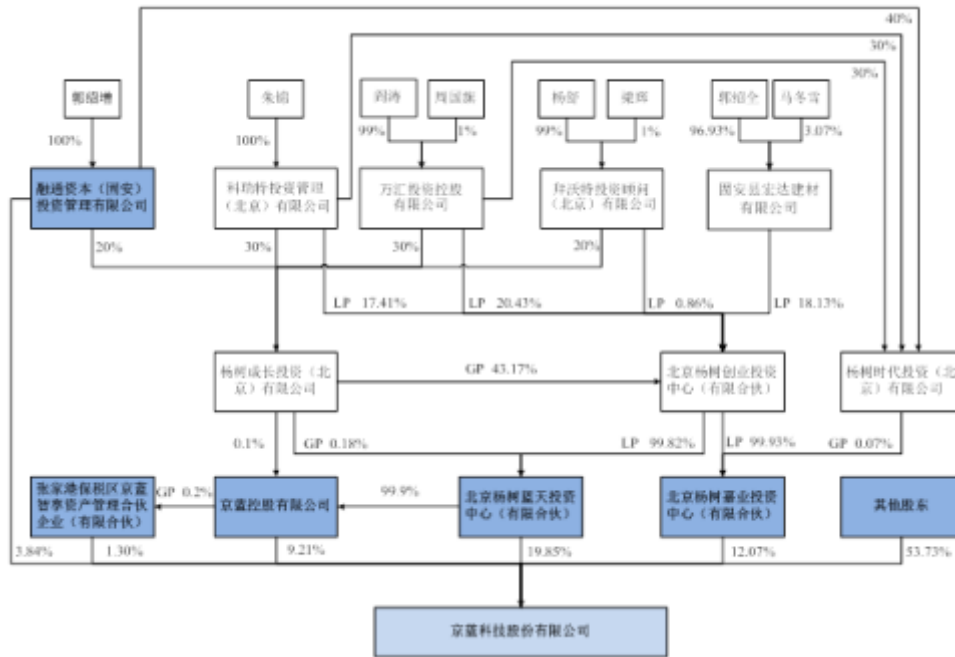 40%
30%
30%
郭绍增
朱锦
阎涛
周国旗
杨舒
梁辉
郭绍全
马冬雪
100%
100%
99%
1%
99%
1%
96.93%
3.07%
融通资本（固安）
投资管理有限公司
科瑞特投资管理
（北京）有限公司
万汇投资控股
有限公司
拜沃特投资顾问
（北京）有限公司
固安县宏达建材
有限公司
20%
30%
30%
20%
LP 17.41%
LP 20.43%
LP 0.86%
LP 18.13%
杨树成长投资（北
京）有限公司
GP 43.17%
北京杨树创业投资
中心（有限合伙）
杨树时代投资（北
京）有限公司
0.1%
GP 0.18%
LP 99.82%
LP 99.93%
GP 0.07%
张家港保税区京蓝
智享资产管理合伙
企业（有限合伙）
GP 0.2%
京蓝控股有限公司
99.9%
北京杨树蓝天投资
中心（有限合伙）
北京杨树嘉业投资
中心（有限合伙）
其他股东
3.84%
1.30%
9.21%
19.85%
12.07%
53.73%
京蓝科技股份有限公司